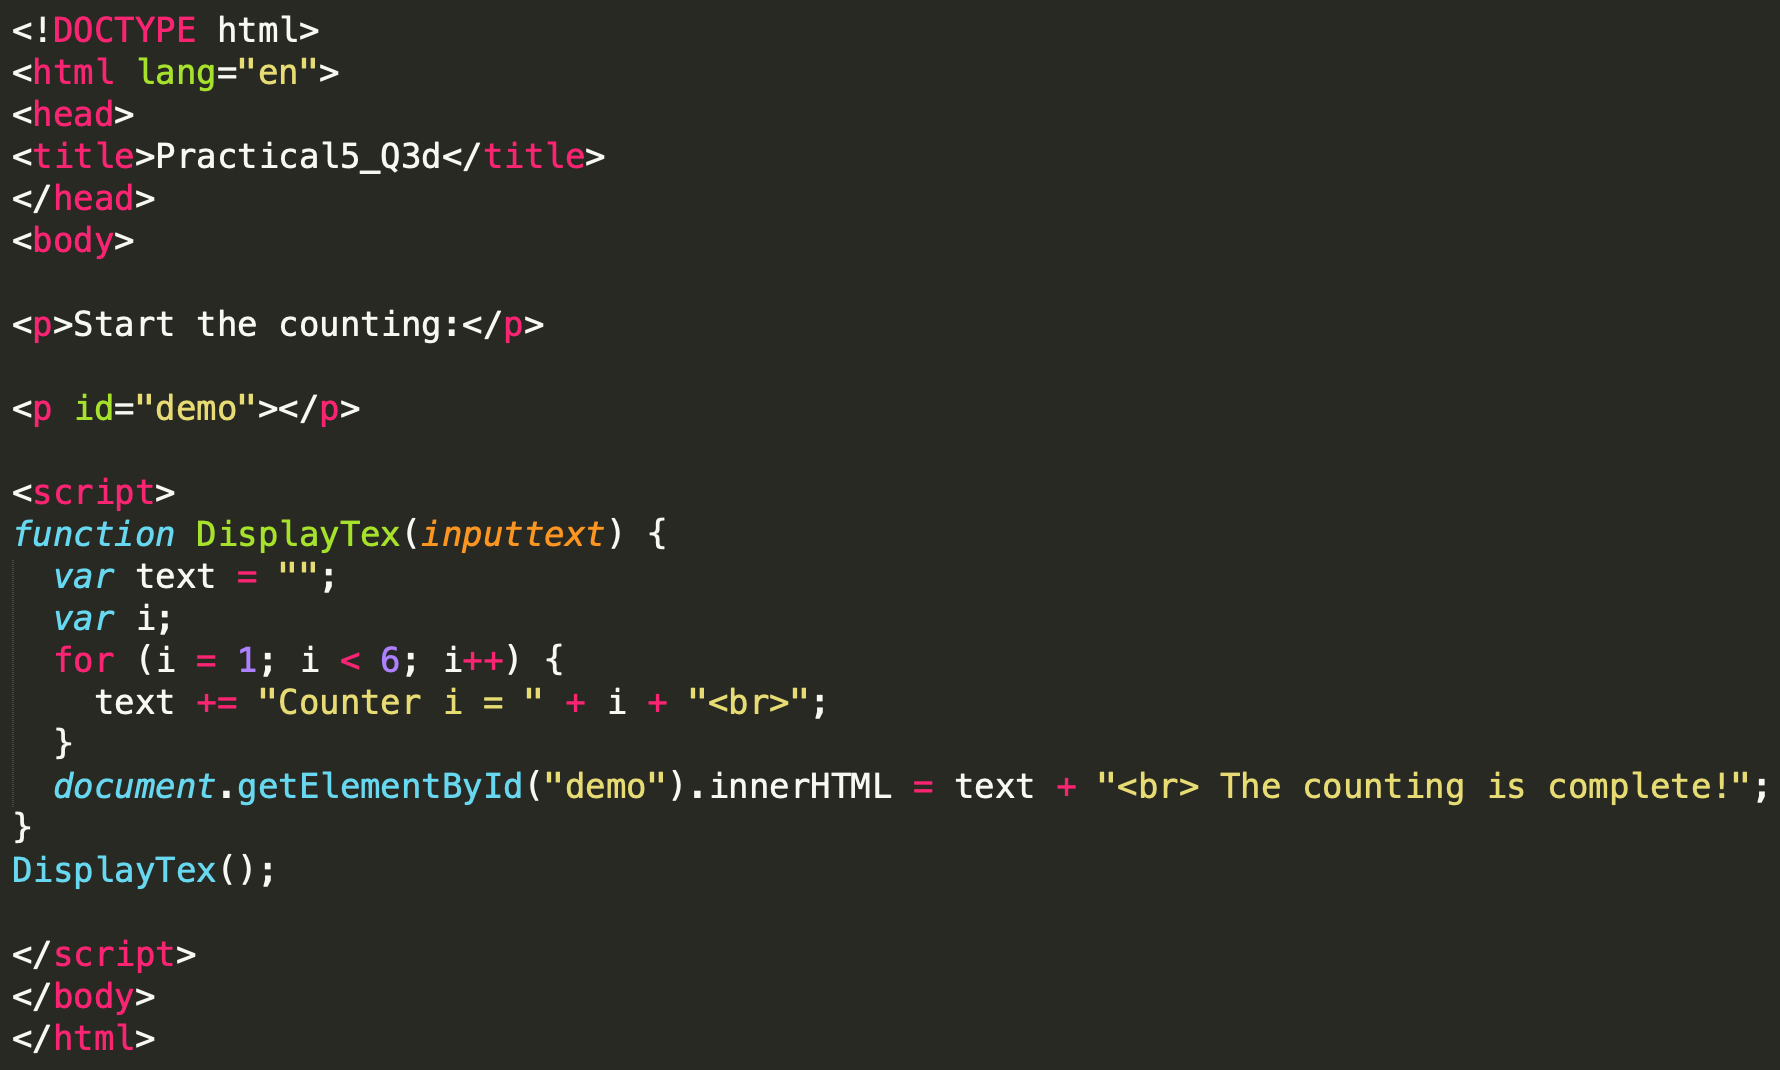 <!DOCTYPE html>
<html lang="en">
<head>
<title>Practical5_Q3d</title>
</head>
<body>

<p>Start the counting:</p>

<p id="demo"></p>

<script>
function DisplayTex(inputtext) {
  var text = "";
  var i;
  for (i = 1; i < 6; i++) {
    text += "Counter i = " + i + "<br>";
  }
  document.getElementById("demo").innerHTML = text + "<br> The counting is complete!";
}
DisplayTex();

</script>
</body>
</html>